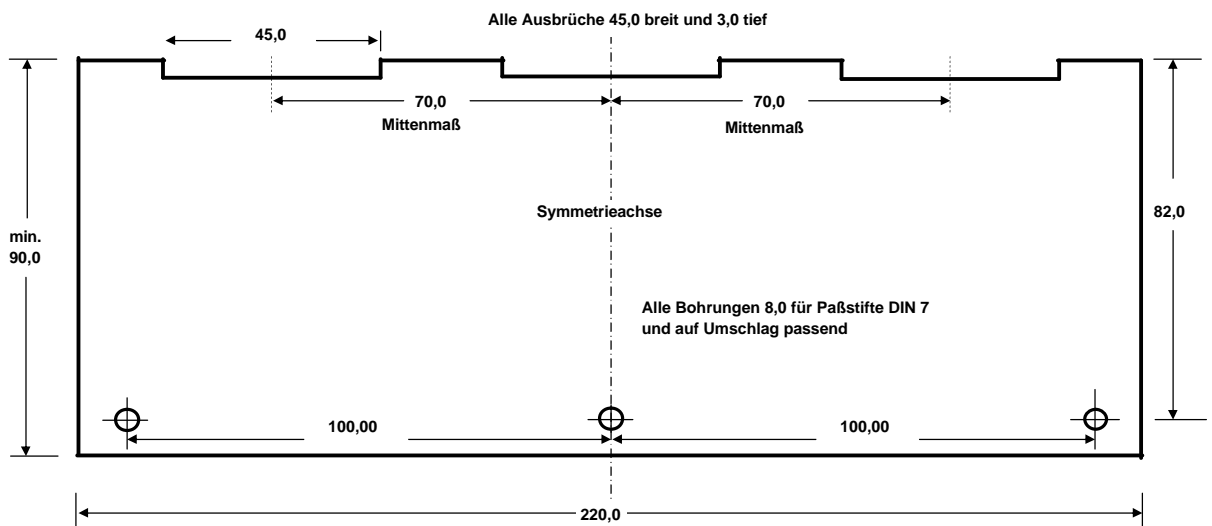 Alle Ausbrüche 45,0 breit und 3,0 tief
45,0
70,0
Mittenmaß
70,0
Mittenmaß
Symmetrieachse
82,0
min.
90,0
Alle Bohrungen 8,0 für Paßstifte DIN 7
und auf Umschlag passend
100,00
100,00
220,0